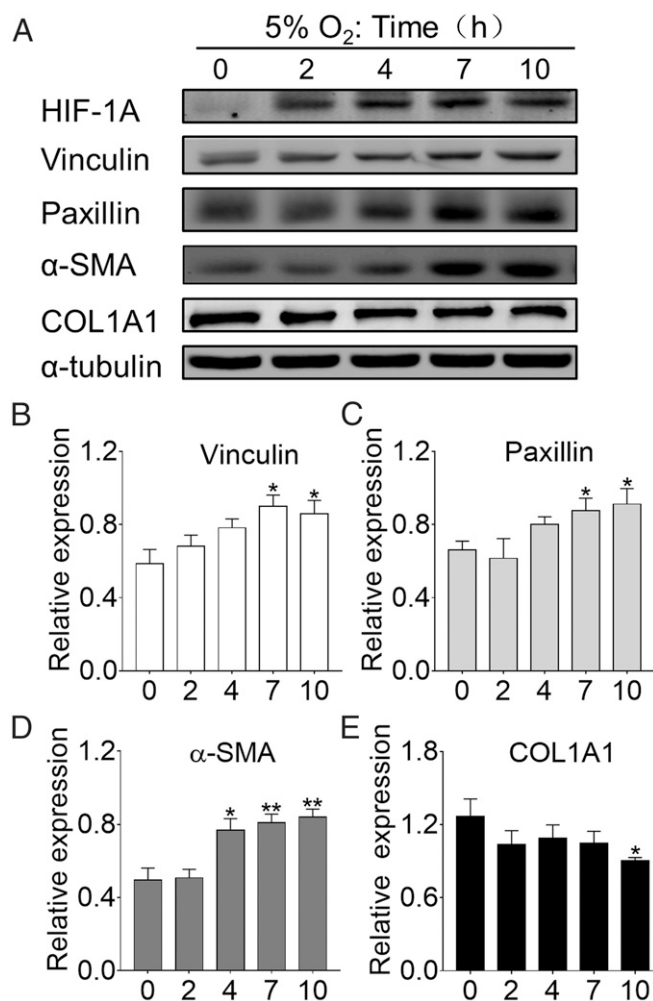 A
5% O₂: Time（h）
0 2 4 7 10
HIF-1A
Vinculin
Paxillin
α-SMA
COL1A1
α-tubulin
B
Vinculin
Relative expression
1.2
0.8
0.4
0.0
* *
0 2 4 7 10
C
Paxillin
Relative expression
1.2
0.8
0.4
0.0
* *
0 2 4 7 10
D
α-SMA
Relative expression
1.2
0.8
0.4
0.0
* ** **
0 2 4 7 10
E
COL1A1
Relative expression
1.8
1.2
0.6
0.0
*
0 2 4 7 10